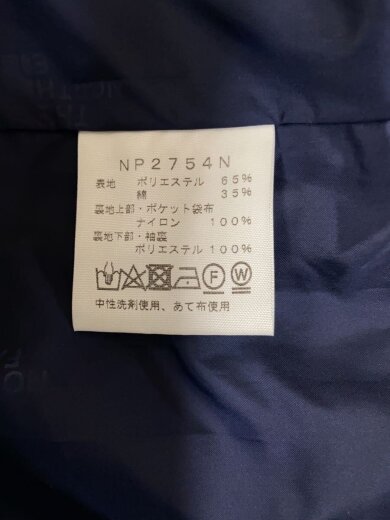 NP2754N
表地 ポリエステル 65%
綿 35%
裏地上部・ポケット袋布
ナイロン 100%
裏地下部・袖裏
ポリエステル 100%
F W
中性洗剤使用、あて布使用